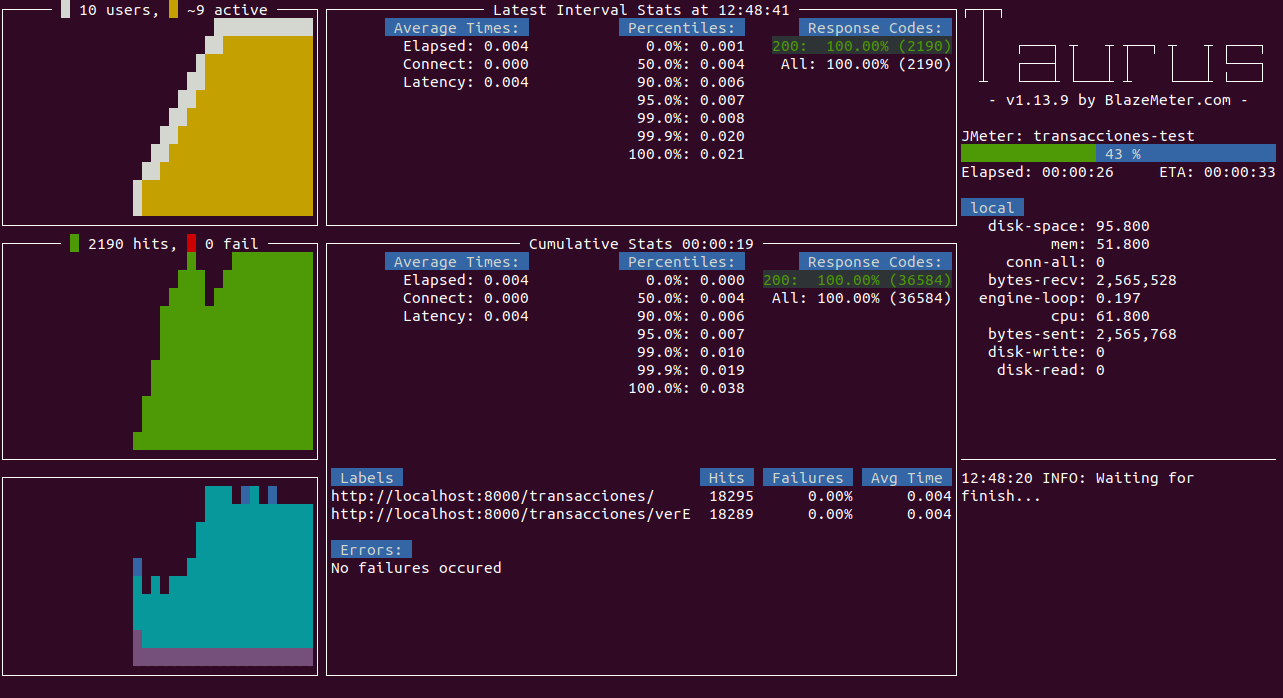 10 users, ~9 active
2190 hits, 0 fail
Latest Interval Stats at 12:48:41
Average Times: Percentiles: Response Codes:
Elapsed: 0.004 0.0%: 0.001 200: 100.00% (2190)
Connect: 0.000 50.0%: 0.004 All: 100.00% (2190)
Latency: 0.004 90.0%: 0.006
95.0%: 0.007
99.0%: 0.008
99.9%: 0.020
100.0%: 0.021
Cumulative Stats 00:00:19
Average Times: Percentiles: Response Codes:
Elapsed: 0.004 0.0%: 0.000 200: 100.00% (36584)
Connect: 0.000 50.0%: 0.004 All: 100.00% (36584)
Latency: 0.004 90.0%: 0.006
95.0%: 0.007
99.0%: 0.010
99.9%: 0.019
100.0%: 0.038
Labels Hits Failures Avg Time
http://localhost:8000/transacciones/ 18295 0.00% 0.004
http://localhost:8000/transacciones/verE 18289 0.00% 0.004
Errors:
No failures occured
Taurus
- v1.13.9 by BlazeMeter.com -
JMeter: transacciones-test
43 %
Elapsed: 00:00:26 ETA: 00:00:33
local
disk-space: 95.800
mem: 51.800
conn-all: 0
bytes-recv: 2,565,528
engine-loop: 0.197
cpu: 61.800
bytes-sent: 2,565,768
disk-write: 0
disk-read: 0
12:48:20 INFO: Waiting for
finish...